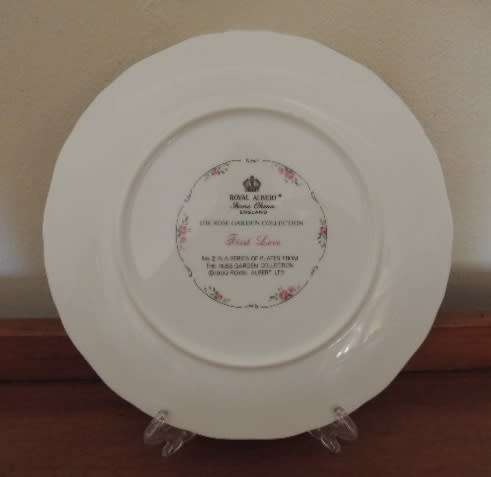 ROYAL ALBERT®
Bone China
ENGLAND
THE ROSE GARDEN COLLECTION
First Love
No 2 IN A SERIES OF PLATES FROM
THE ROSE GARDEN COLLECTION
© ROYAL ALBERT LTD